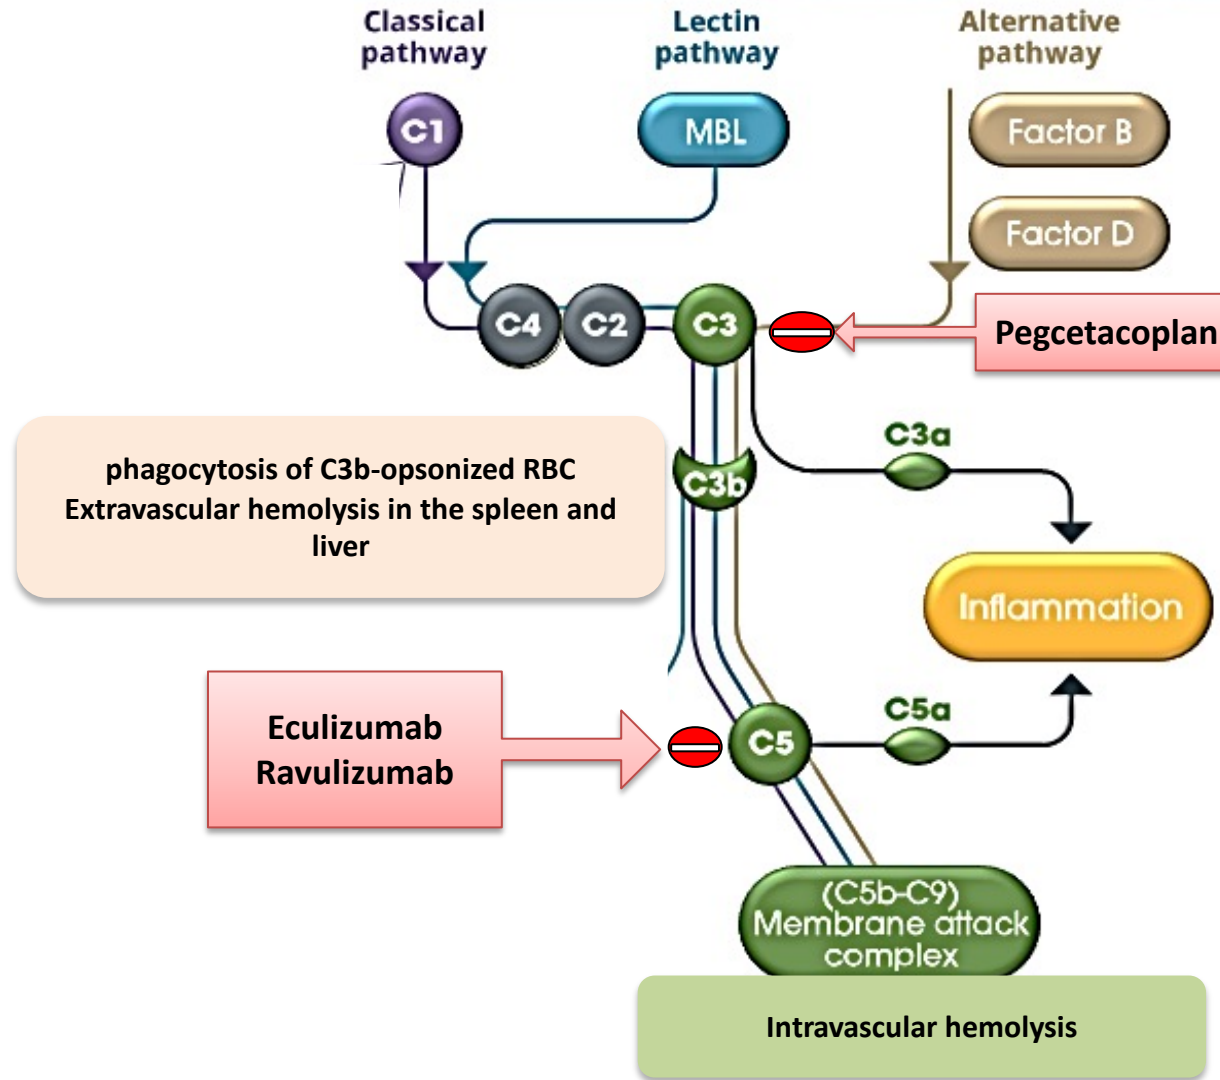 Classical
pathway
Lectin
pathway
Alternative
pathway
C1
MBL
Factor B
Factor D
C4
C2
C3
Pegcetacoplan
phagocytosis of C3b-opsonized RBC
Extravascular hemolysis in the spleen and
liver
C3b
C3a
Inflammation
Eculizumab
Ravulizumab
C5
C5a
(C5b-C9)
Membrane attack
complex
Intravascular hemolysis